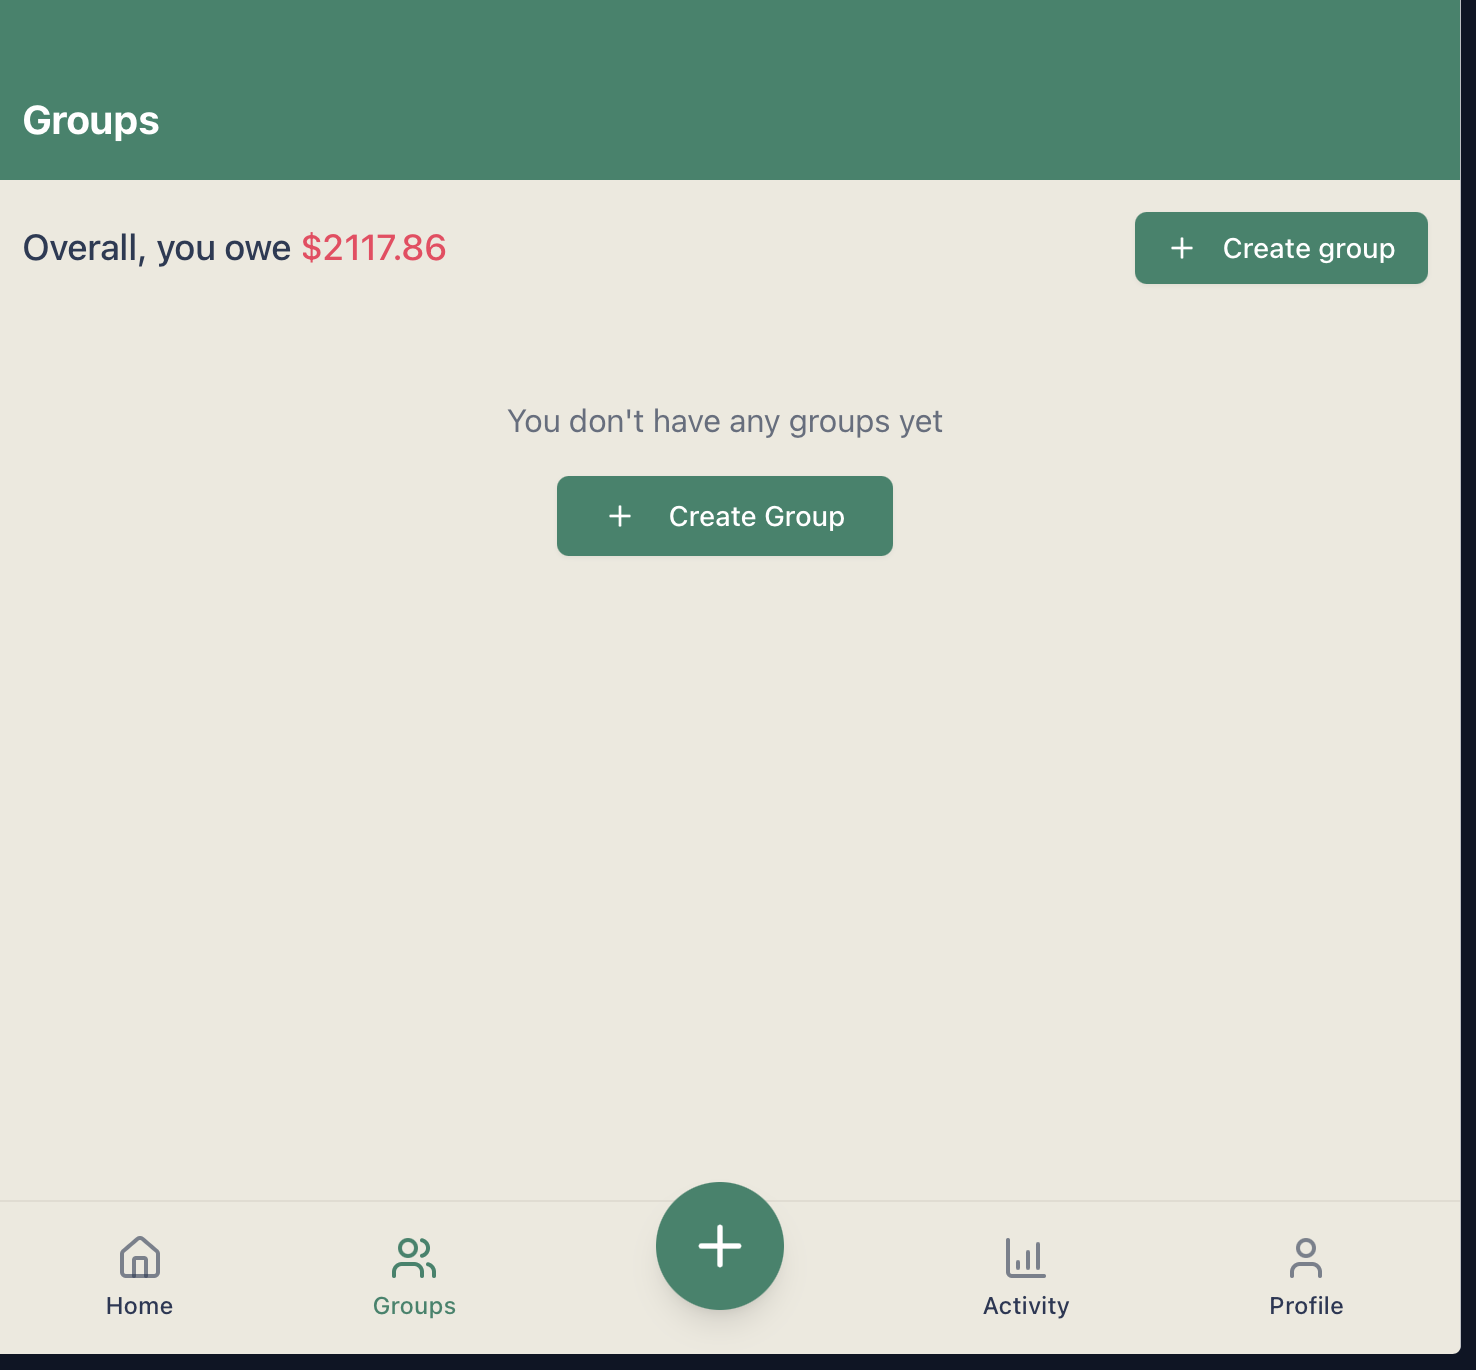 Groups
Overall, you owe $2117.86
Create group
You don't have any groups yet
Create Group
Home
Groups
Activity
Profile